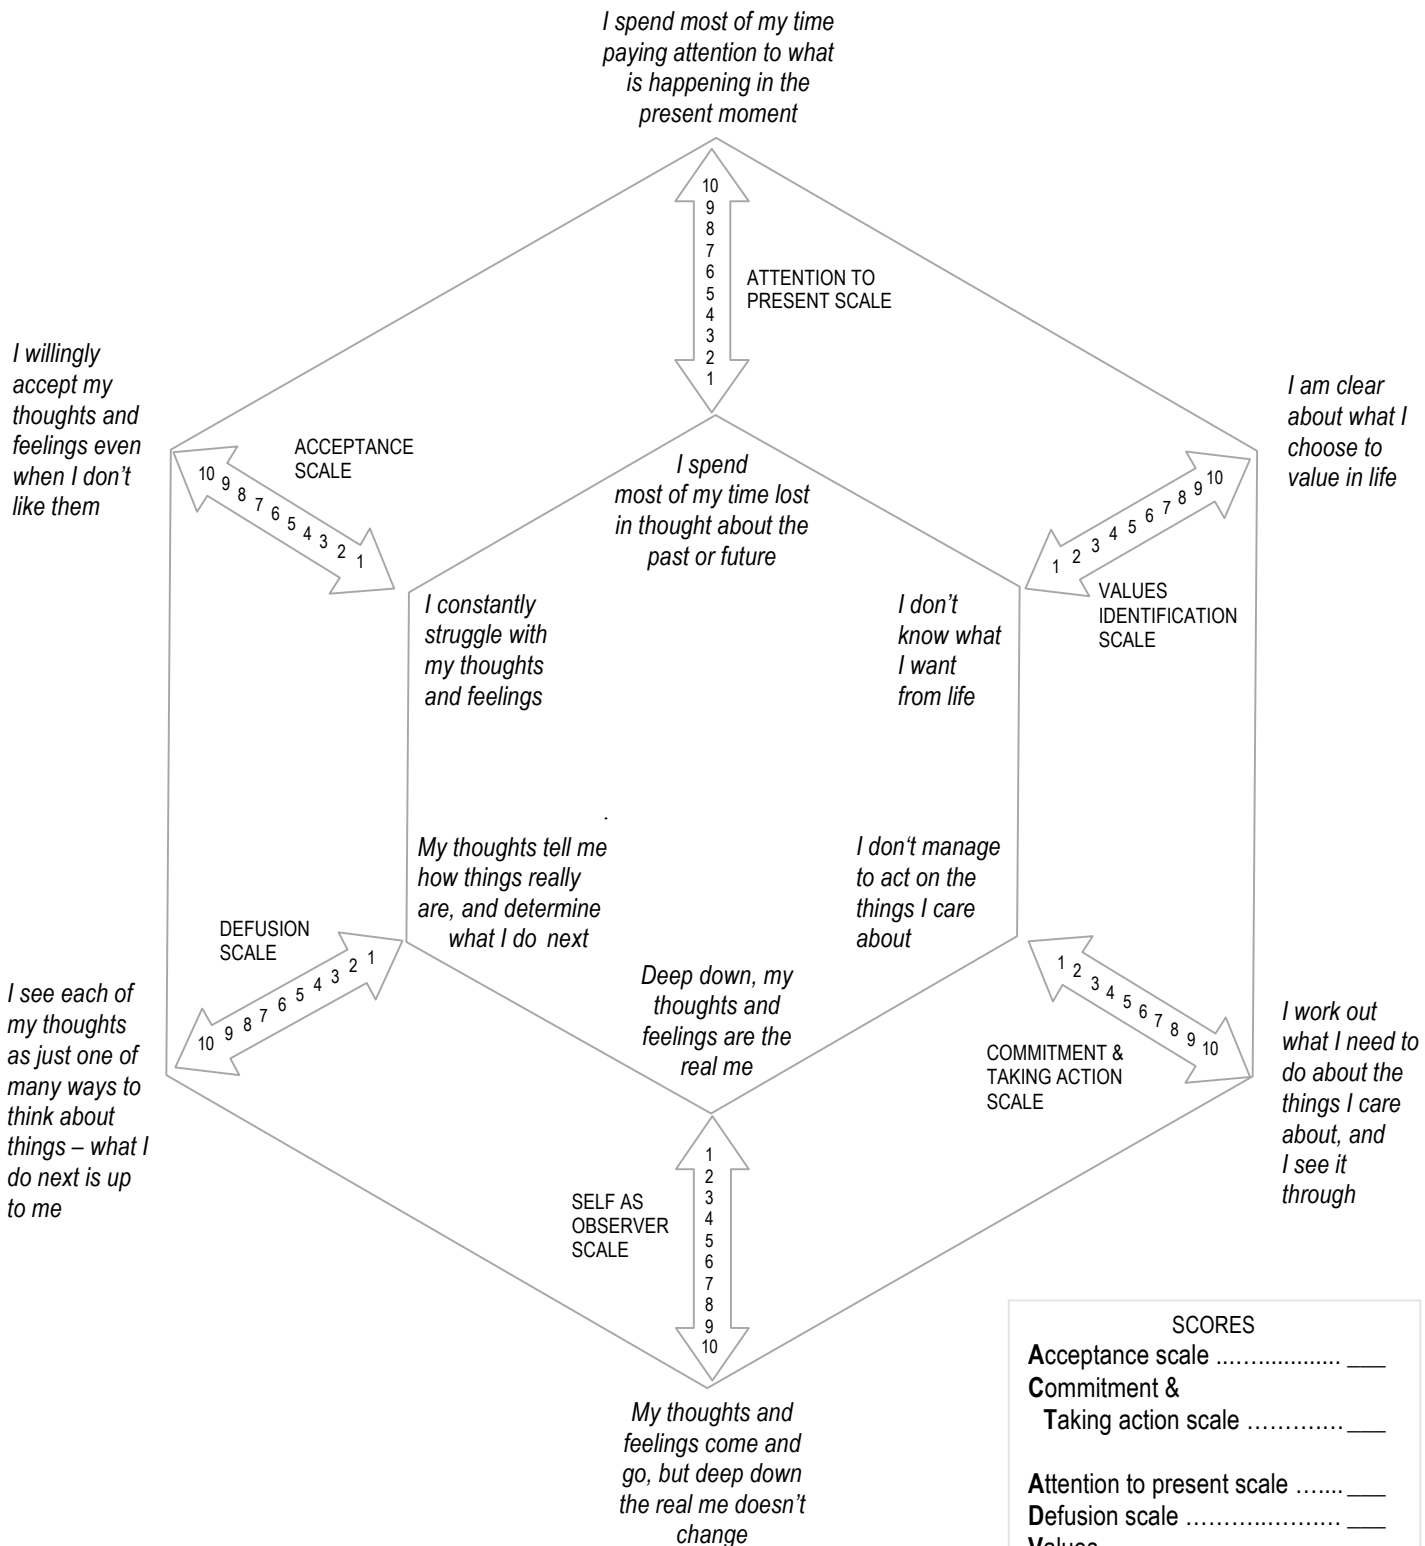 I spend most of my time
paying attention to what
is happening in the
present moment
10
9
8
7
6
5
4
3
2
1
ATTENTION TO
PRESENT SCALE
I willingly
accept my
thoughts and
feelings even
when I don't
like them
ACCEPTANCE
SCALE
10 9 8 7 6 5 4 3 2 1
I spend
most of my time lost
in thought about the
past or future
I am clear
about what I
choose to
value in life
1 2 3 4 5 6 7 8 9 10
VALUES
IDENTIFICATION
SCALE
I constantly
struggle with
my thoughts
and feelings
I don't
know what
I want
from life
My thoughts tell me
how things really
are, and determine
what I do next
I don't manage
to act on the
things I care
about
DEFUSION
SCALE
10 9 8 7 6 5 4 3 2 1
I see each of
my thoughts
as just one of
many ways to
think about
things – what I
do next is up
to me
Deep down, my
thoughts and
feelings are the
real me
1 2 3 4 5 6 7 8 9 10
COMMITMENT &
TAKING ACTION
SCALE
I work out
what I need to
do about the
things I care
about, and
I see it
through
SELF AS
OBSERVER
SCALE
1
2
3
4
5
6
7
8
9
10
My thoughts and
feelings come and
go, but deep down
the real me doesn't
change
SCORES
Acceptance scale .................... ___
Commitment &
Taking action scale ............. ___
Attention to present scale ....... ___
Defusion scale ....................... ___
Values